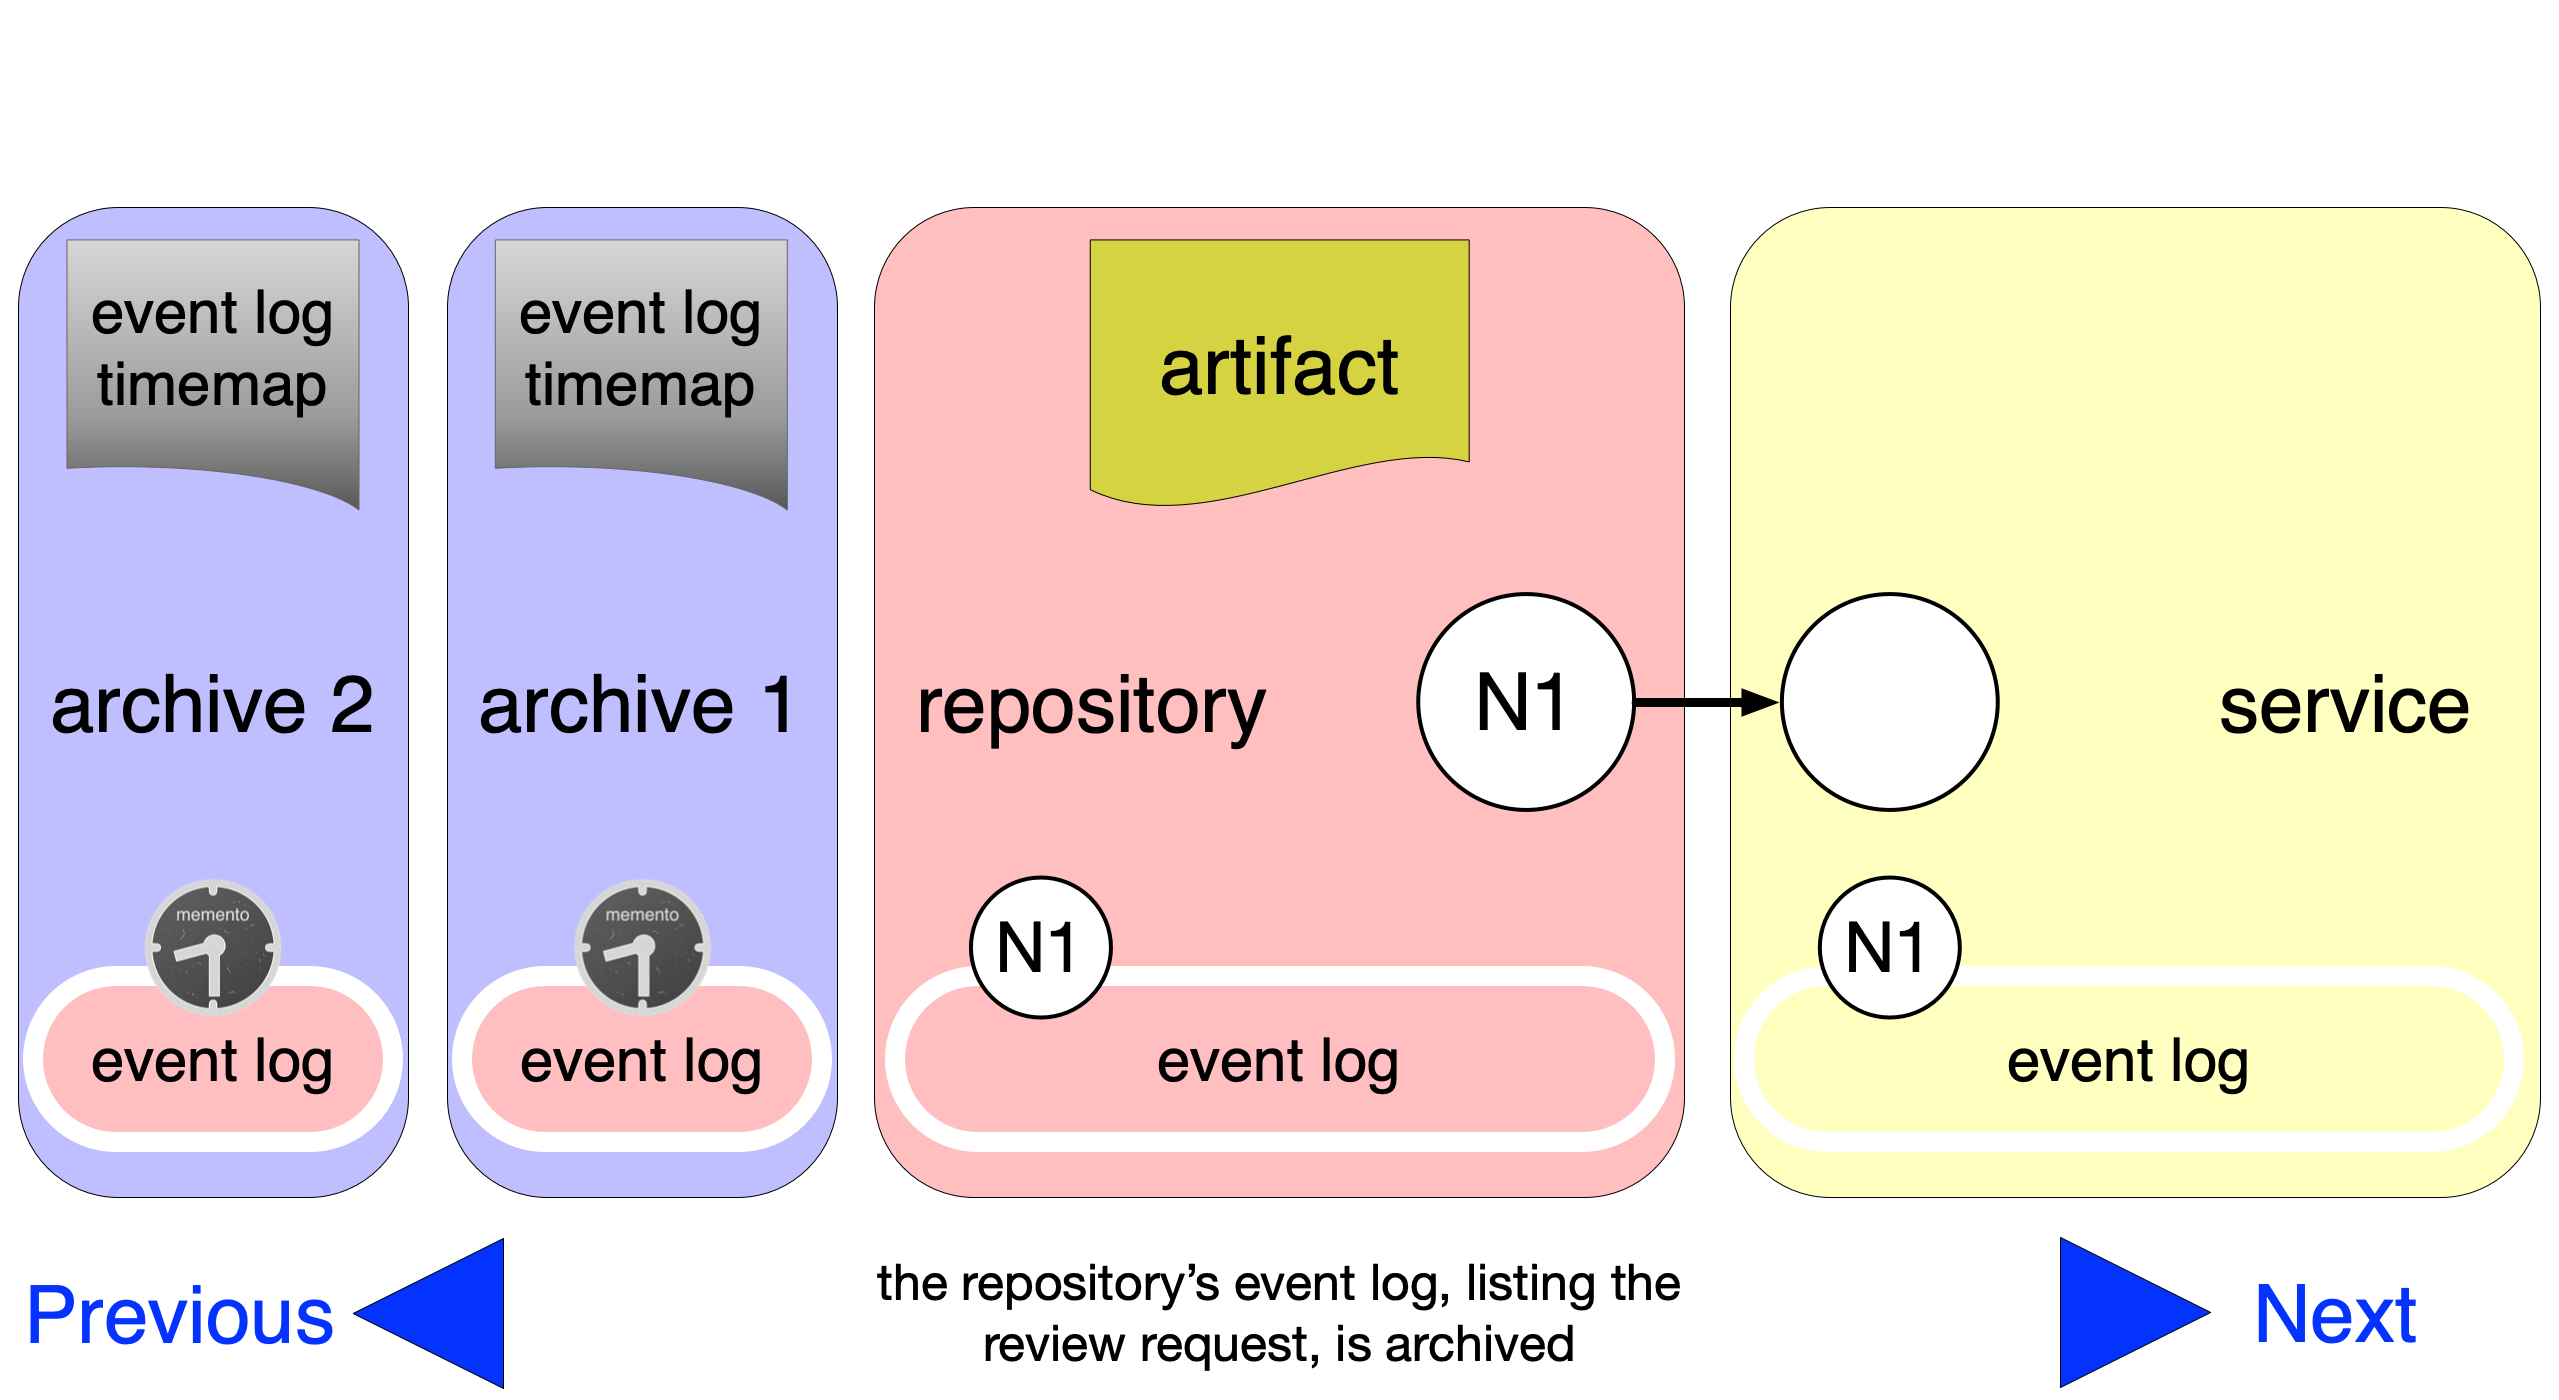 event log
timemap
event log
timemap
artifact
archive 2
archive 1
repository
N1
service
memento
memento
N1
N1
event log
event log
event log
event log
Previous
the repository’s event log, listing the
review request, is archived
Next